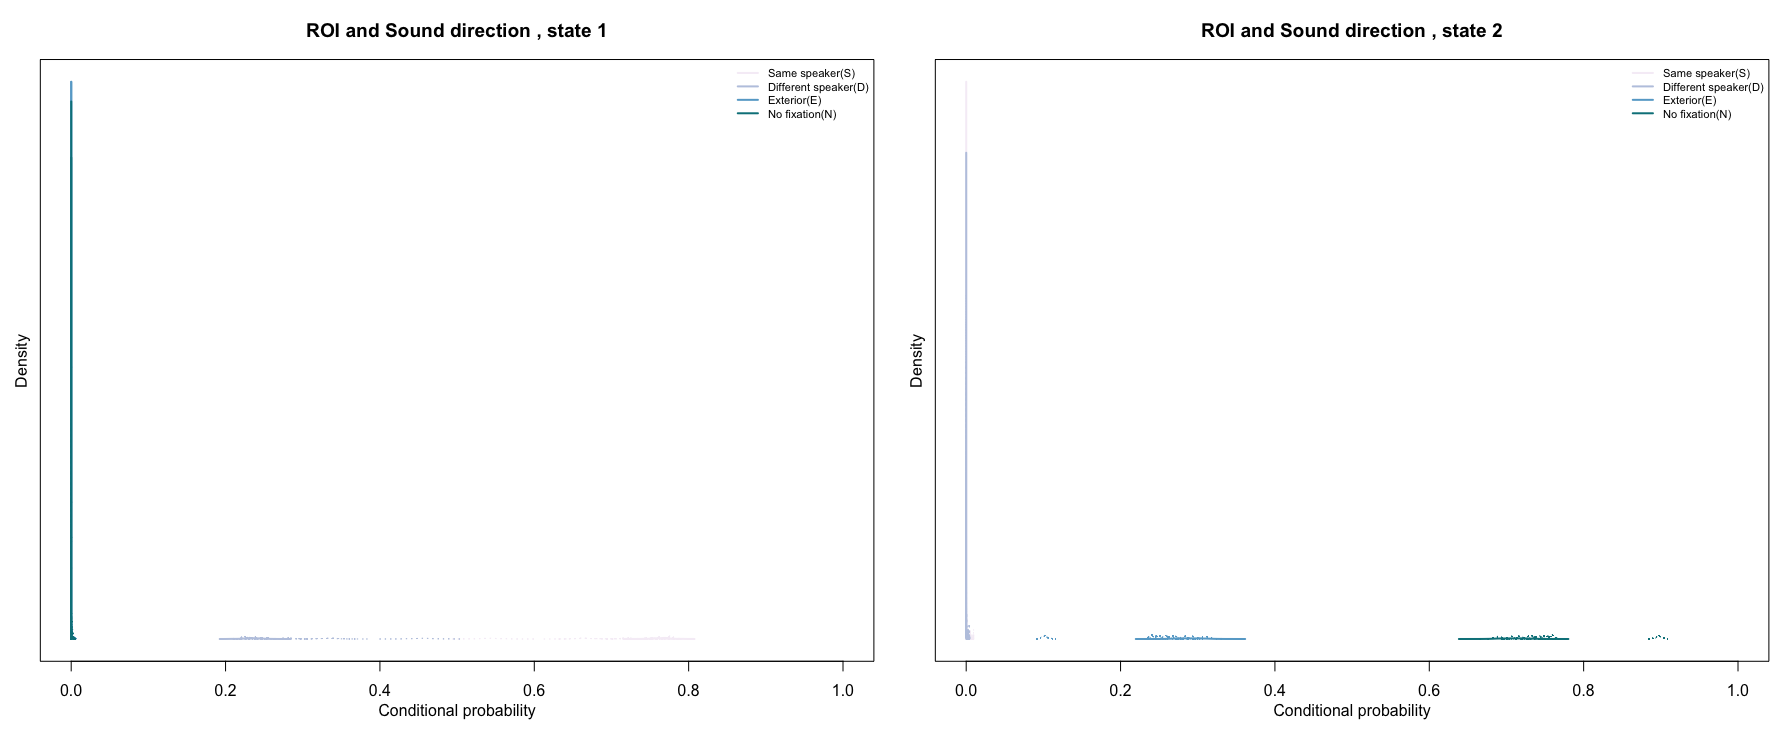 ROI and Sound direction , state 1
Same speaker(S)
Different speaker(D)
Exterior(E)
No fixation(N)
Density
0.0 0.2 0.4 0.6 0.8 1.0
Conditional probability
ROI and Sound direction , state 2
Same speaker(S)
Different speaker(D)
Exterior(E)
No fixation(N)
Density
0.0 0.2 0.4 0.6 0.8 1.0
Conditional probability